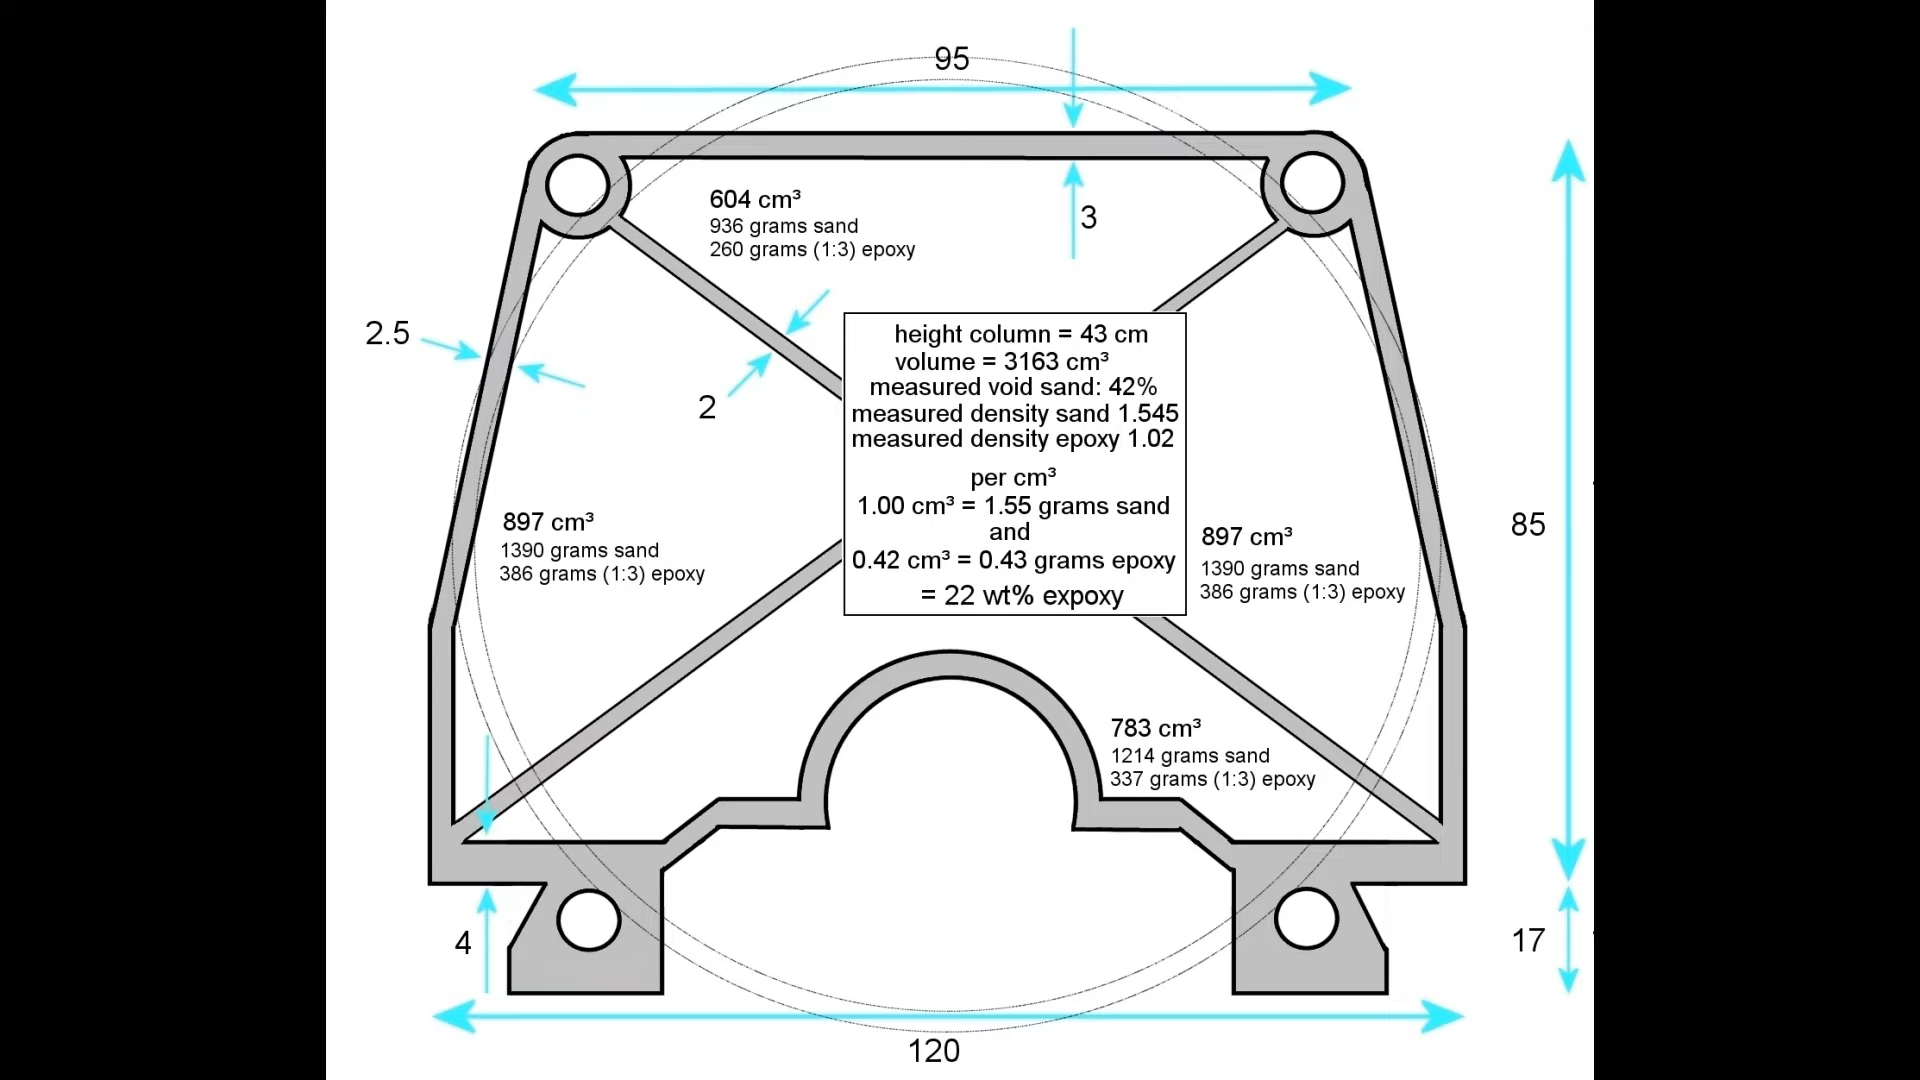 95
604 cm³
936 grams sand
260 grams (1:3) epoxy
3
2.5
2
height column = 43 cm
volume = 3163 cm³
measured void sand: 42%
measured density sand 1.545
measured density epoxy 1.02
per cm³
1.00 cm³ = 1.55 grams sand
and
0.42 cm³ = 0.43 grams epoxy
= 22 wt% expoxy
897 cm³
1390 grams sand
386 grams (1:3) epoxy
897 cm³
1390 grams sand
386 grams (1:3) epoxy
85
783 cm³
1214 grams sand
337 grams (1:3) epoxy
4
17
120